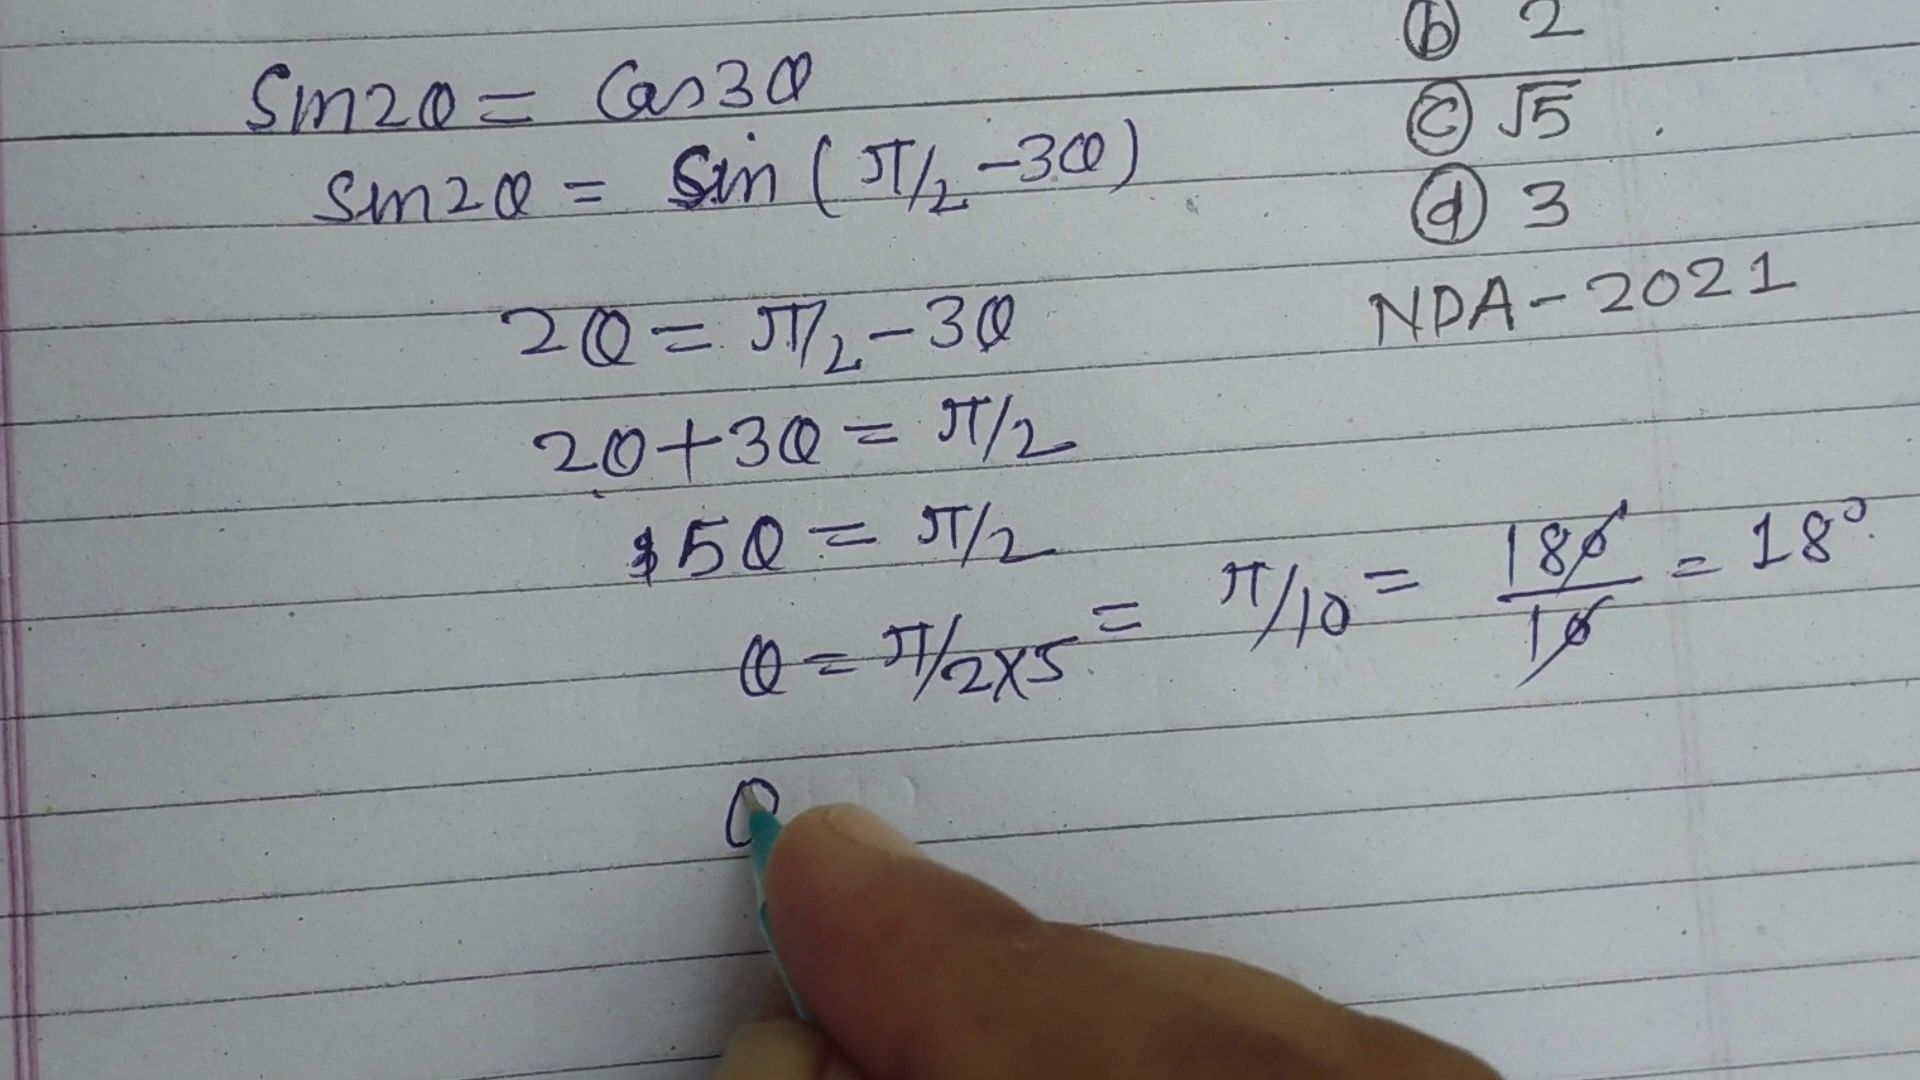 Sin2θ = Cos3θ
Sin2θ = Sin (π/2 - 3θ)
2θ = π/2 - 3θ
2θ + 3θ = π/2
5θ = π/2
θ = π/2×5 = π/10 = 180/10 = 18°
θ
ⓑ 2
ⓒ √5
ⓓ 3
NDA - 2021